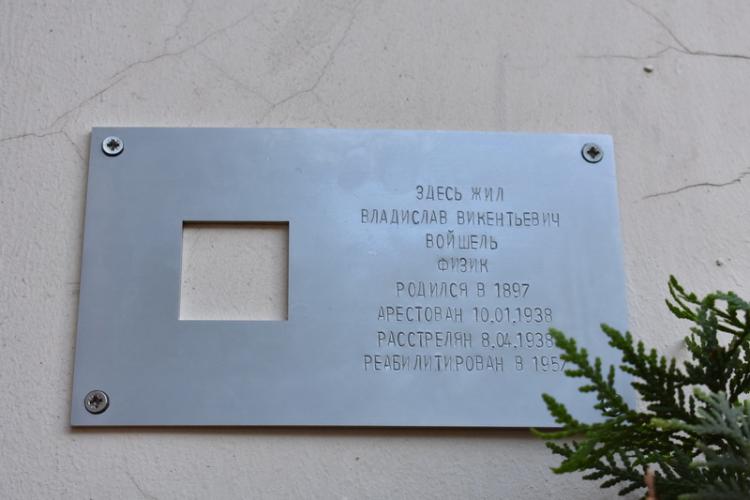 ЗДЕСЬ ЖИЛ
ВЛАДИСЛАВ ВИКЕНТЬЕВИЧ
ВОЙШЕЛЬ
ФИЗИК
РОДИЛСЯ В 1897
АРЕСТОВАН 10.01.1938
РАССТРЕЛЯН 8.04.1938
РЕАБИЛИТИРОВАН В